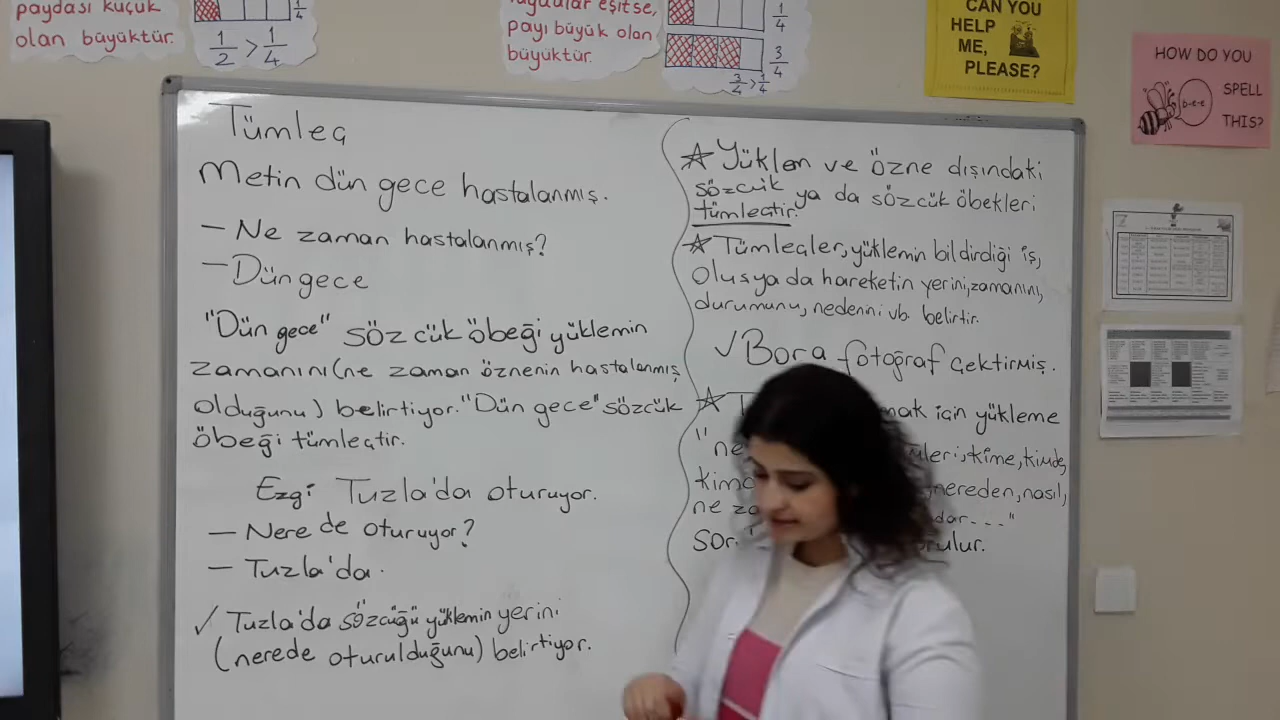 paydası küçük
olan büyüktür.
1/4
1/2 > 1/4
eşitse,
payı büyük olan
büyüktür.
1/4
3/4
3/4 > 1/4
CAN YOU
HELP
ME,
PLEASE?
HOW DO YOU
SPELL
THIS?
b-e-e
Tümleç
Metin dün gece hastalanmış.
- Ne zaman hastalanmış?
- Dün gece
"Dün gece" sözcük öbeği yüklemin
zamanını (ne zaman öznenin hastalanmış
olduğunu) belirtiyor. "Dün gece" sözcük
öbeği tümleçtir.
Ezgi Tuzla'da oturuyor.
- Nerede oturuyor?
- Tuzla'da.
✓ Tuzla'da sözcüğü yüklemin yerini
(nerede oturulduğunu) belirtiyor.
☆ Yüklem ve özne dışındaki
sözcük ya da sözcük öbekleri
tümleçtir.
☆ Tümleçler, yüklemin bildirdiği iş,
oluş ya da hareketin yerini, zamanını,
durumunu, nedenini vb. belirtir.
✓ Bora fotoğraf çektirmiş.
☆ için yükleme
kime, kimde,
nereden, nasıl,